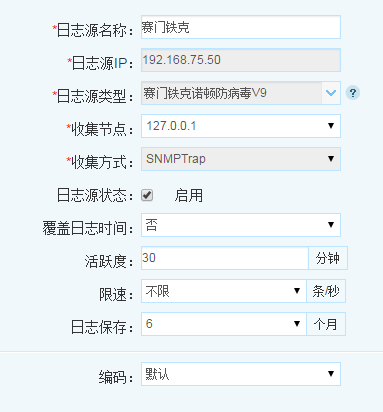 *日志源名称： 赛门铁克
*日志源IP： 192.168.75.50
*日志源类型： 赛门铁克诺顿防病毒V9 ?
*收集节点： 127.0.0.1
*收集方式： SNMPTrap
日志源状态： 启用
覆盖日志时间： 否
活跃度： 30 分钟
限速： 不限 条/秒
日志保存： 6 个月
编码： 默认